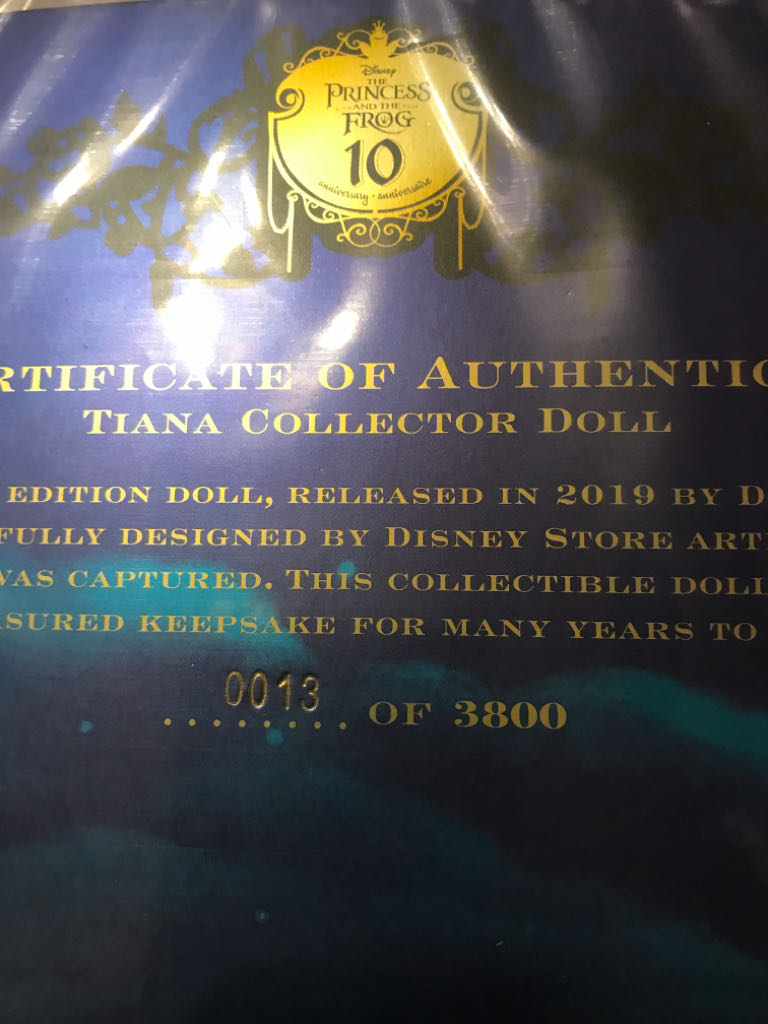 Disney
THE
PRINCESS
AND THE
FROG
10
anniversary · anniversaire
RTIFICATE OF AUTHENTIC
TIANA COLLECTOR DOLL
EDITION DOLL, RELEASED IN 2019 BY D
FULLY DESIGNED BY DISNEY STORE ART
WAS CAPTURED. THIS COLLECTIBLE DOLL
ASURED KEEPSAKE FOR MANY YEARS TO
0013
........ OF 3800